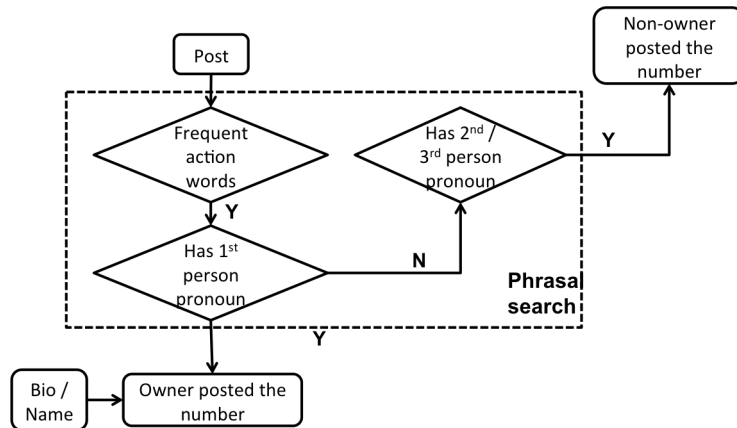 Post
Non-owner
posted the
number
Frequent
action
words
Has 2nd /
3rd person
pronoun
Y
Y
Has 1st
person
pronoun
N
Phrasal
search
Y
Bio /
Name
Owner posted the
number